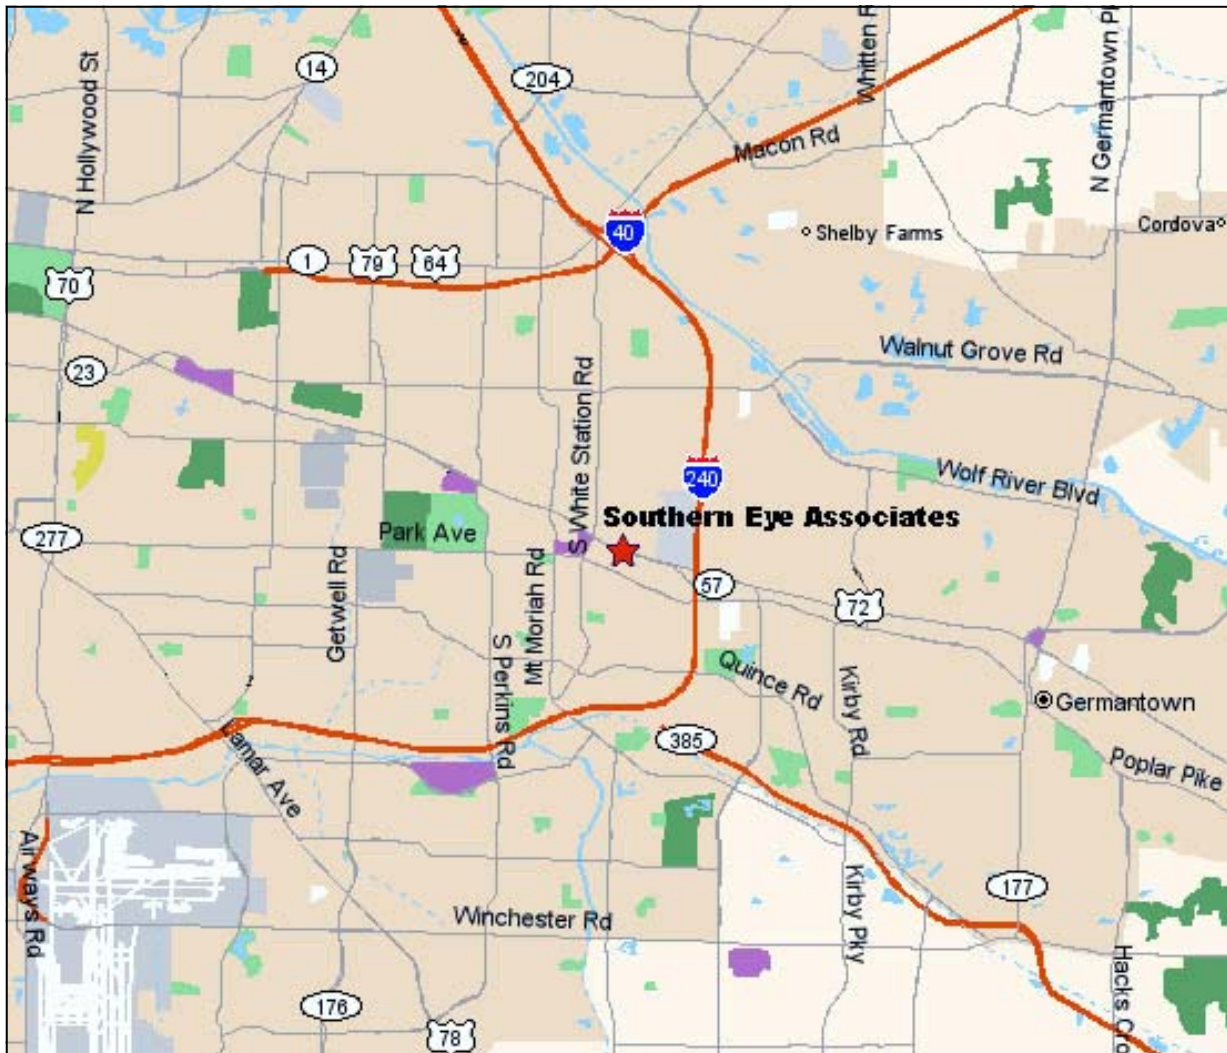 Whitten R
N Germantown Pk
N Hollywood St
14
204
Macon Rd
40
Shelby Farms
Cordova
1
79
64
70
Walnut Grove Rd
23
S White Station Rd
240
Wolf River Blvd
Southern Eye Associates
Park Ave
277
Getwell Rd
Mt Moriah Rd
57
72
S Perkins Rd
Quince Rd
Kirby Rd
Germantown
385
Lamar Ave
Poplar Pike
Airways Rd
177
Kirby Pky
Winchester Rd
Hacks Cro
176
78